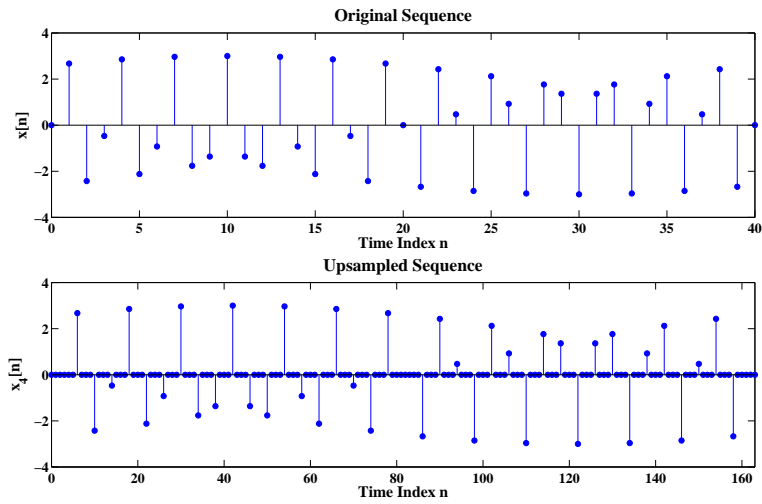 Original Sequence
4
2
0
−2
−4
x[n]
0 5 10 15 20 25 30 35 40
Time Index n
Upsampled Sequence
4
2
0
−2
−4
x4[n]
0 20 40 60 80 100 120 140 160
Time Index n